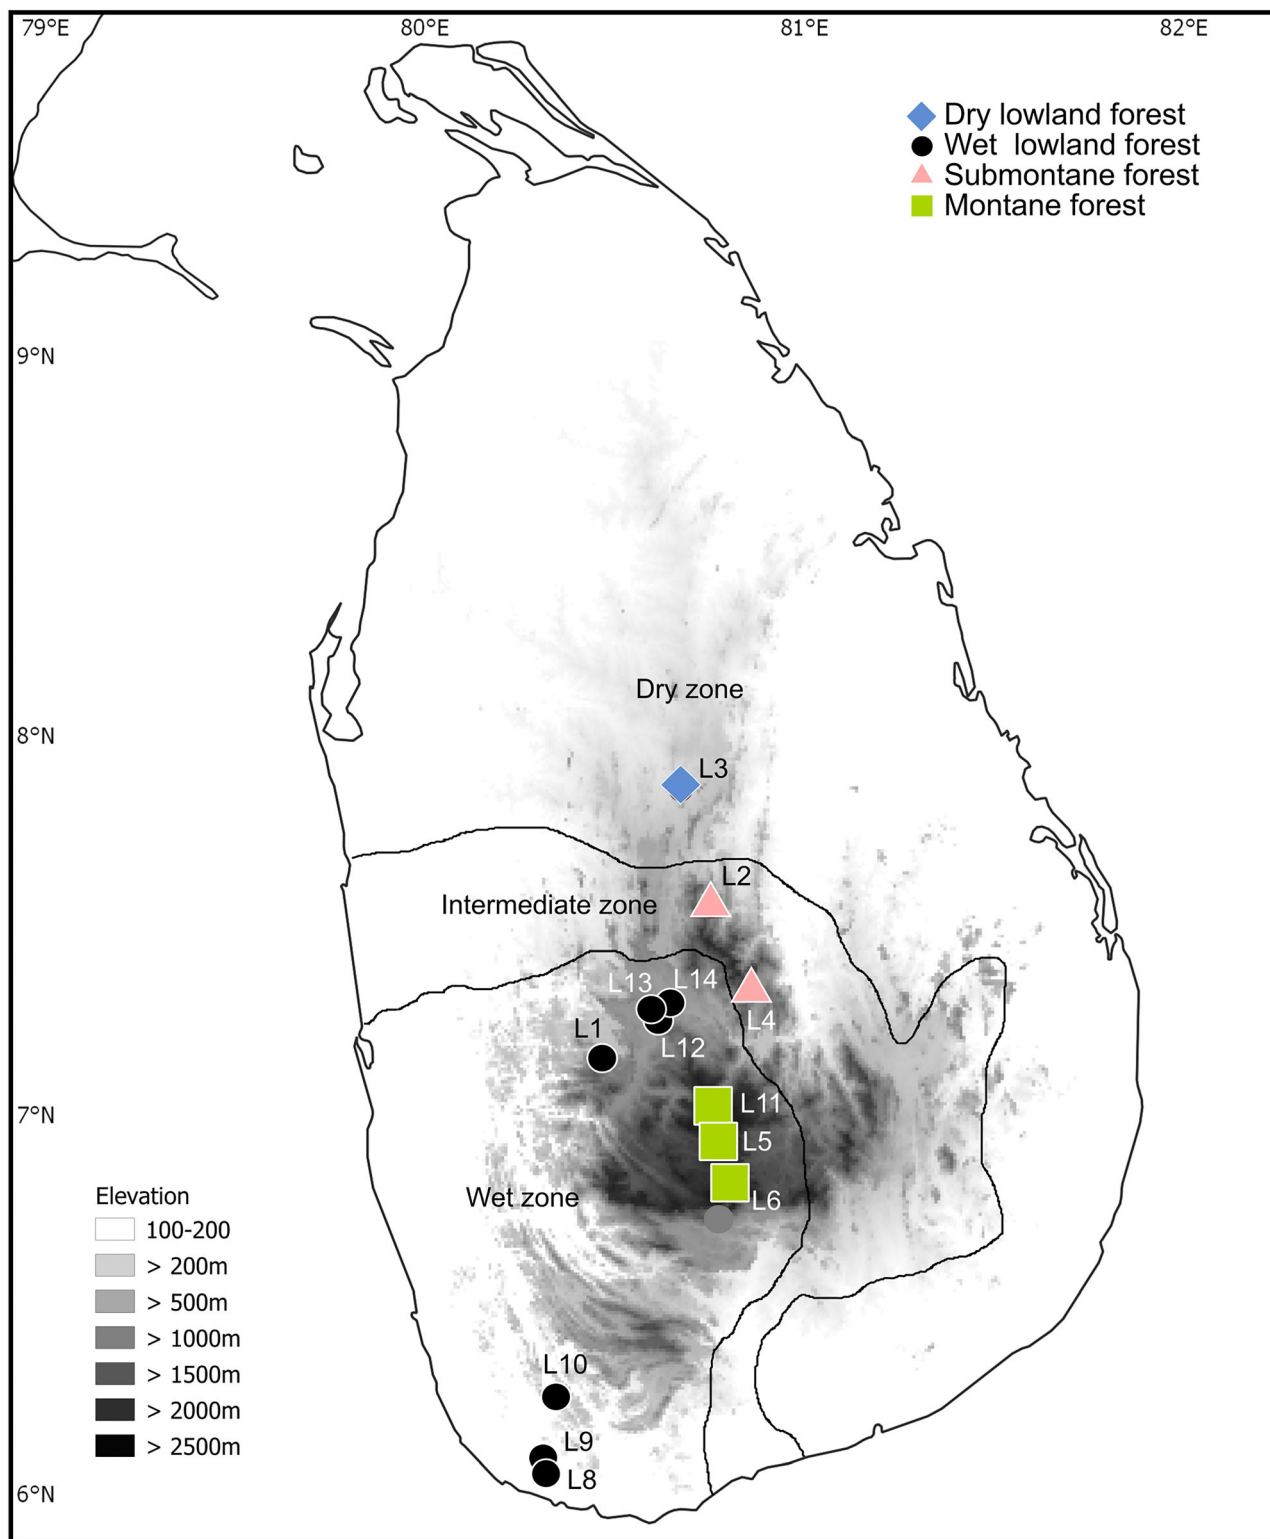 79°E 80°E 81°E 82°E
Dry lowland forest
Wet lowland forest
Submontane forest
Montane forest
9°N
Dry zone
8°N
L3
L2
Intermediate zone
L13 L14
L4
L1
L12
7°N
L11
L5
Wet zone
L6
Elevation
100-200
> 200m
> 500m
> 1000m
> 1500m
> 2000m
> 2500m
L10
L9
L8
6°N